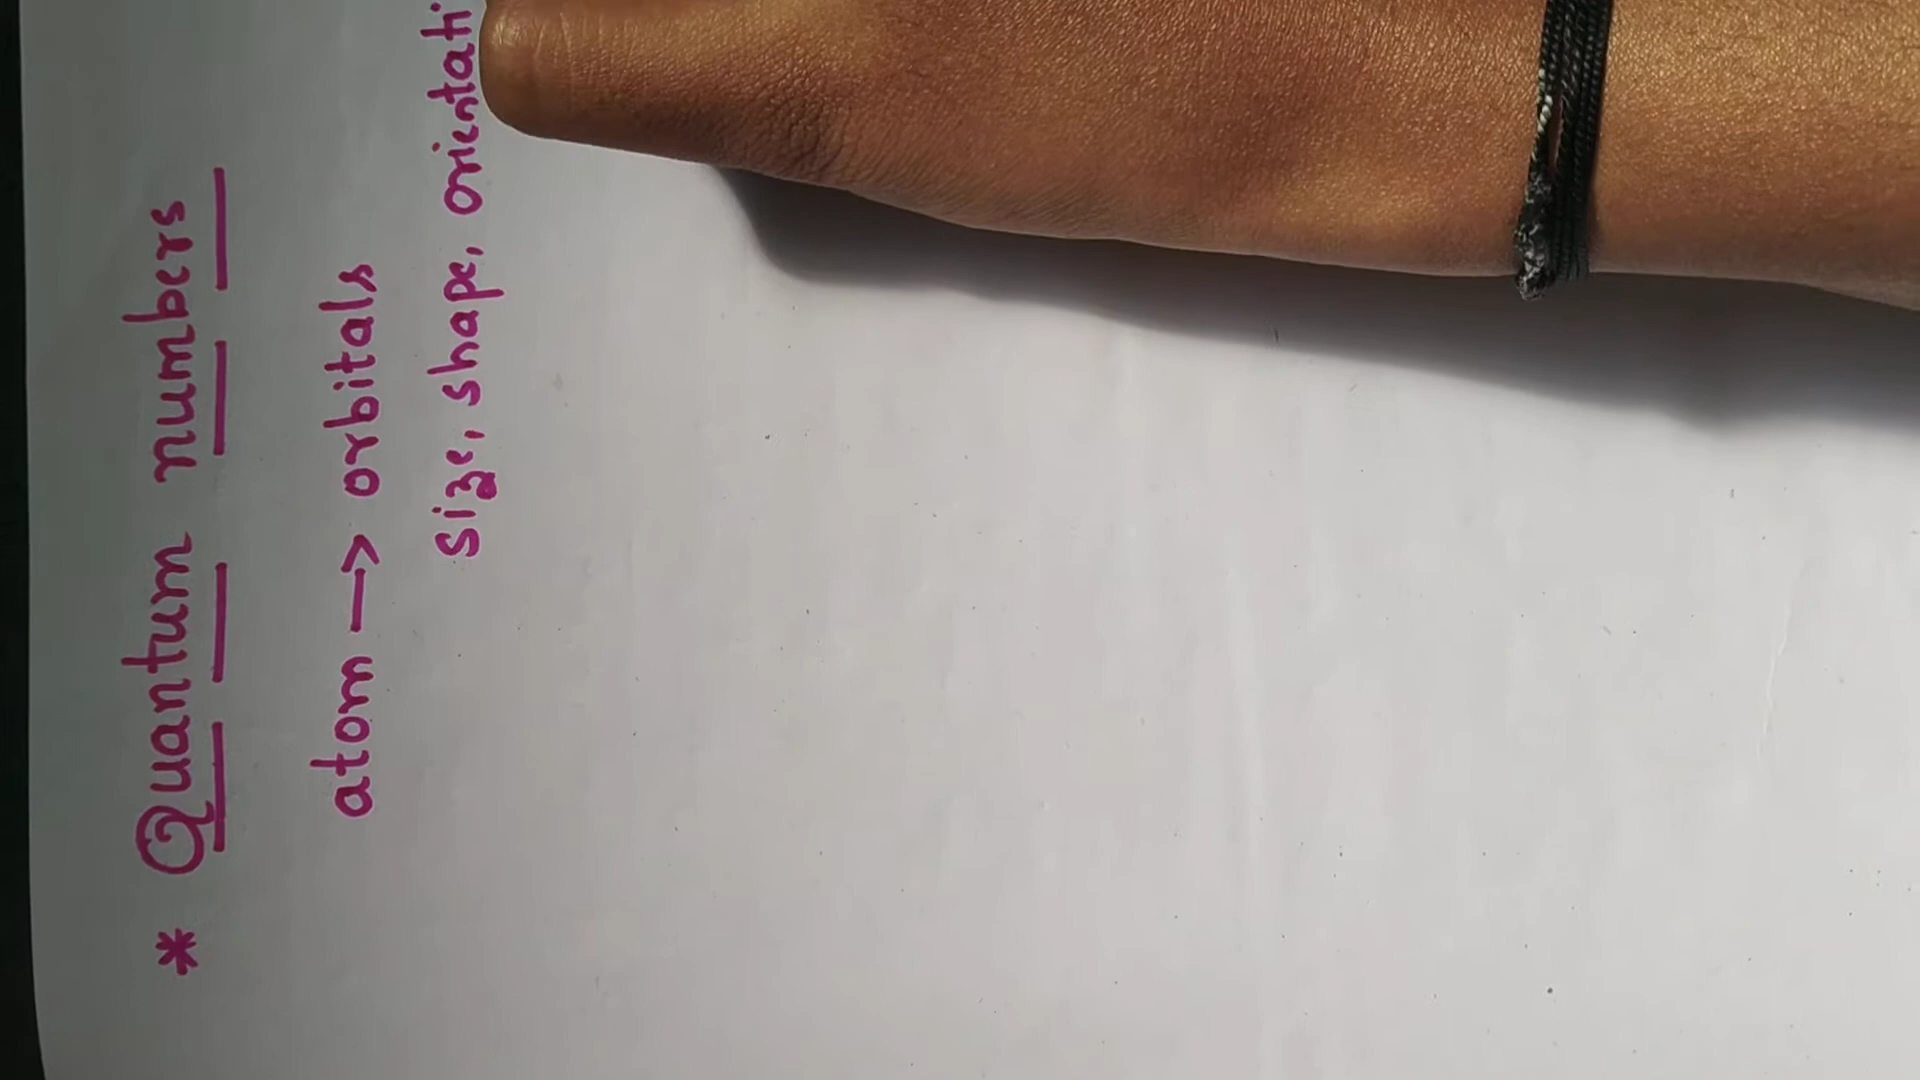 * Quantum numbers
atom → orbitals
size, shape, orientati